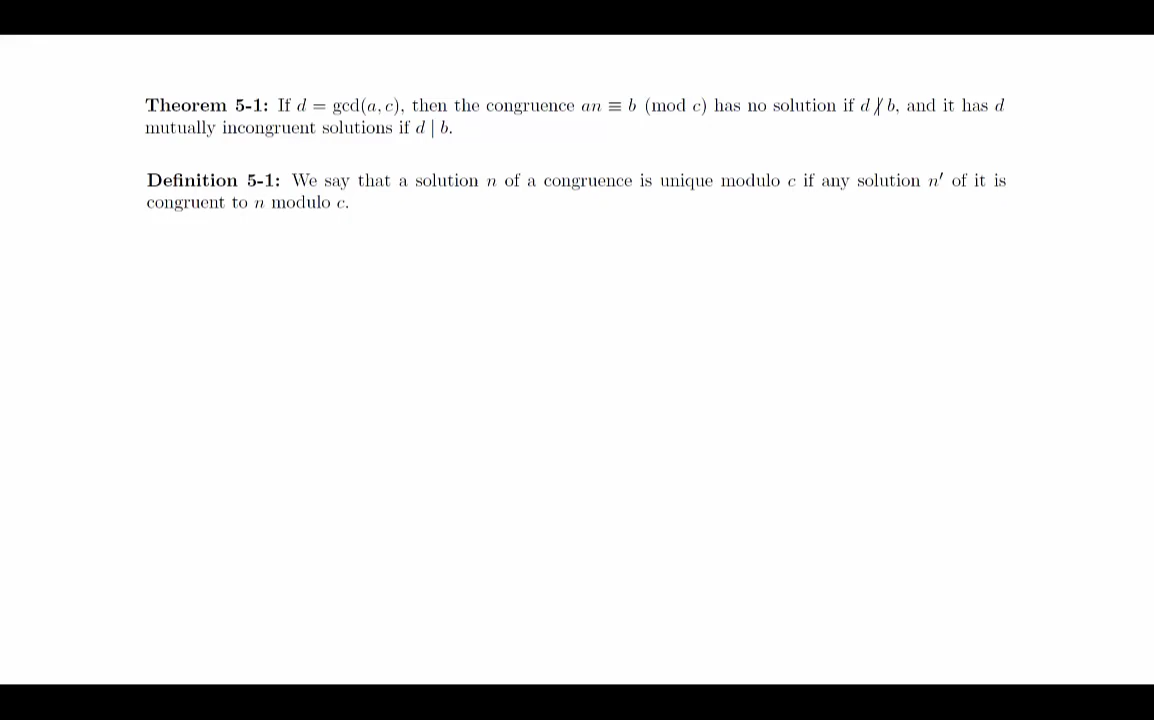 Theorem 5-1: If d = gcd(a, c), then the congruence an ≡ b (mod c) has no solution if d ∤ b, and it has d
mutually incongruent solutions if d | b.
Definition 5-1: We say that a solution n of a congruence is unique modulo c if any solution n′ of it is
congruent to n modulo c.